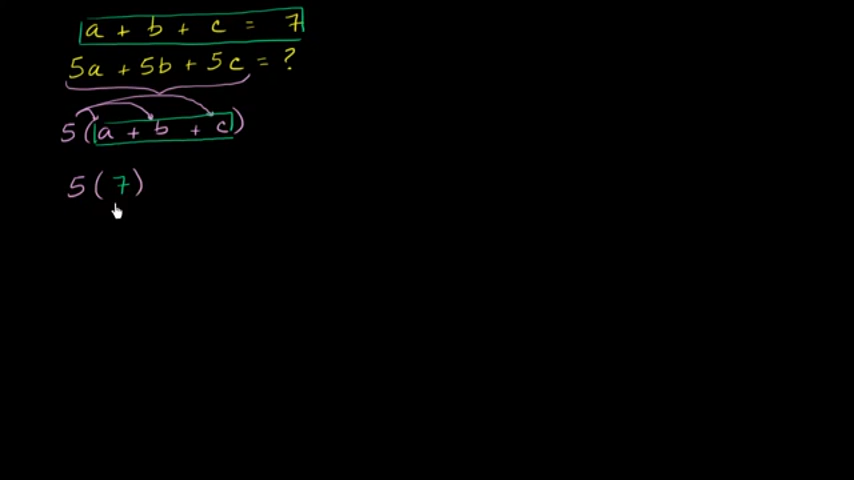 a + b + c = 7
5a + 5b + 5c = ?
5(a + b + c)
5(7)